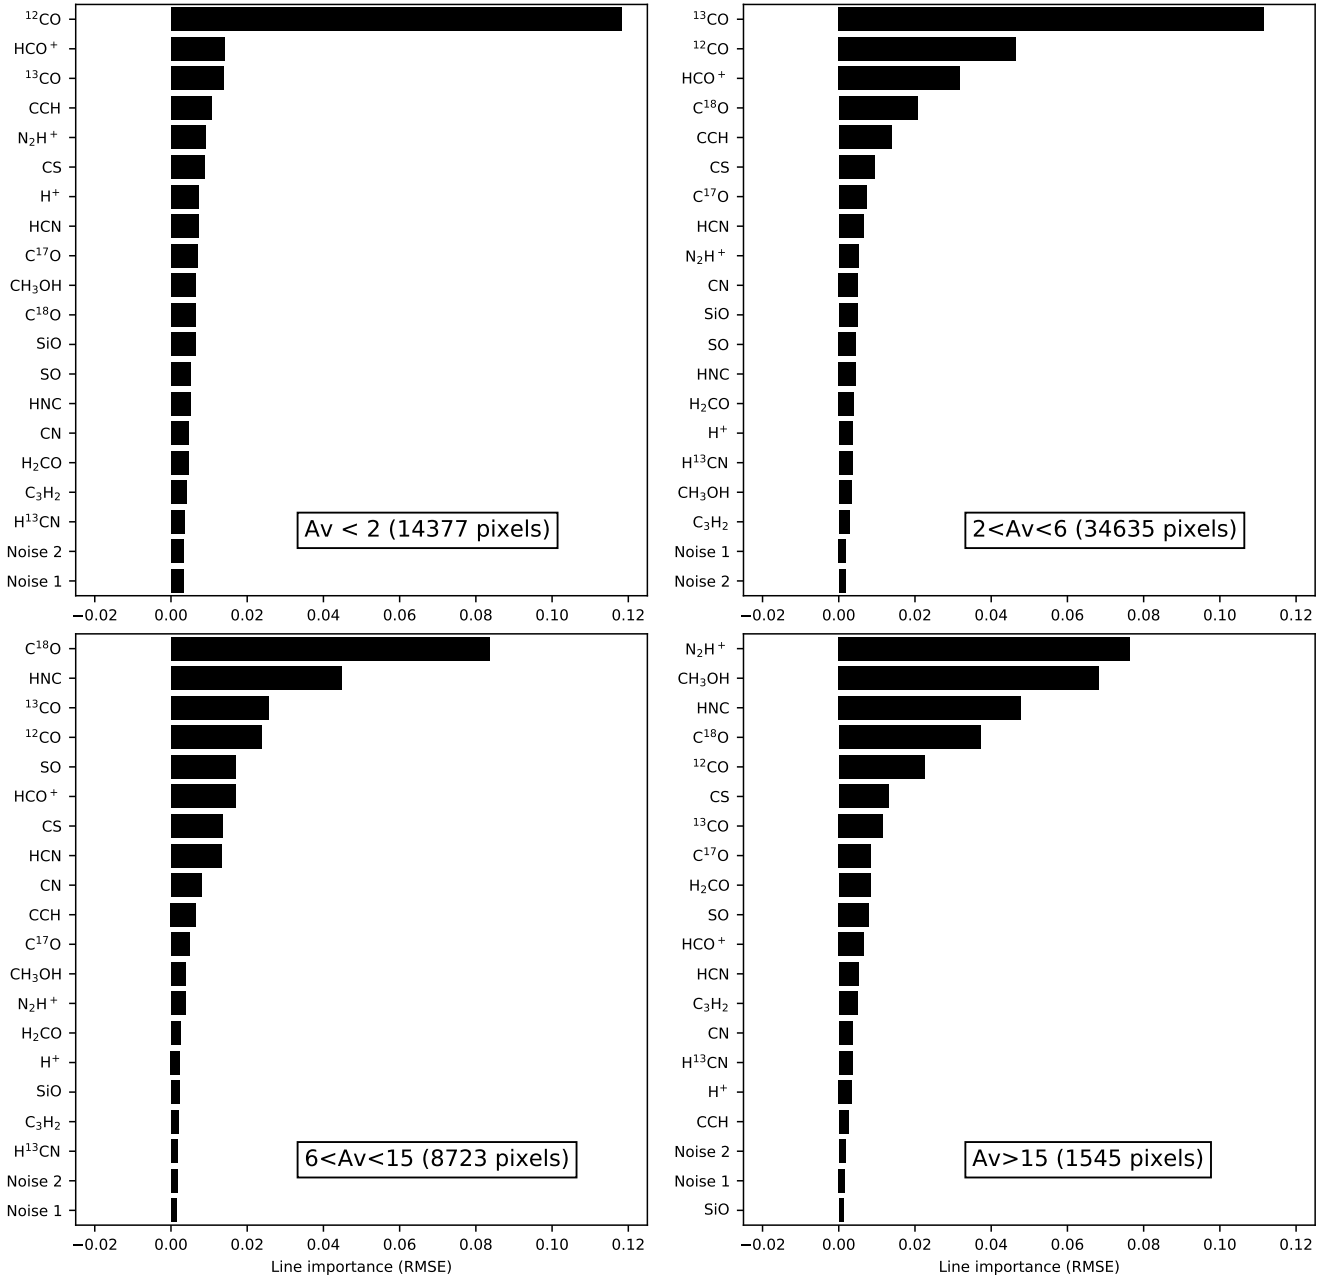 ¹²CO
HCO⁺
¹³CO
CCH
N₂H⁺
CS
H⁺
HCN
C¹⁷O
CH₃OH
C¹⁸O
SiO
SO
HNC
CN
H₂CO
C₃H₂
H¹³CN
Noise 2
Noise 1
Av < 2 (14377 pixels)
−0.02 0.00 0.02 0.04 0.06 0.08 0.10 0.12
¹³CO
¹²CO
HCO⁺
C¹⁸O
CCH
CS
C¹⁷O
HCN
N₂H⁺
CN
SiO
SO
HNC
H₂CO
H⁺
H¹³CN
CH₃OH
C₃H₂
Noise 1
Noise 2
2<Av<6 (34635 pixels)
−0.02 0.00 0.02 0.04 0.06 0.08 0.10 0.12
C¹⁸O
HNC
¹³CO
¹²CO
SO
HCO⁺
CS
HCN
CN
CCH
C¹⁷O
CH₃OH
N₂H⁺
H₂CO
H⁺
SiO
C₃H₂
H¹³CN
Noise 2
Noise 1
6<Av<15 (8723 pixels)
−0.02 0.00 0.02 0.04 0.06 0.08 0.10 0.12
Line importance (RMSE)
N₂H⁺
CH₃OH
HNC
C¹⁸O
¹²CO
CS
¹³CO
C¹⁷O
H₂CO
SO
HCO⁺
HCN
C₃H₂
CN
H¹³CN
H⁺
CCH
Noise 2
Noise 1
SiO
Av>15 (1545 pixels)
−0.02 0.00 0.02 0.04 0.06 0.08 0.10 0.12
Line importance (RMSE)